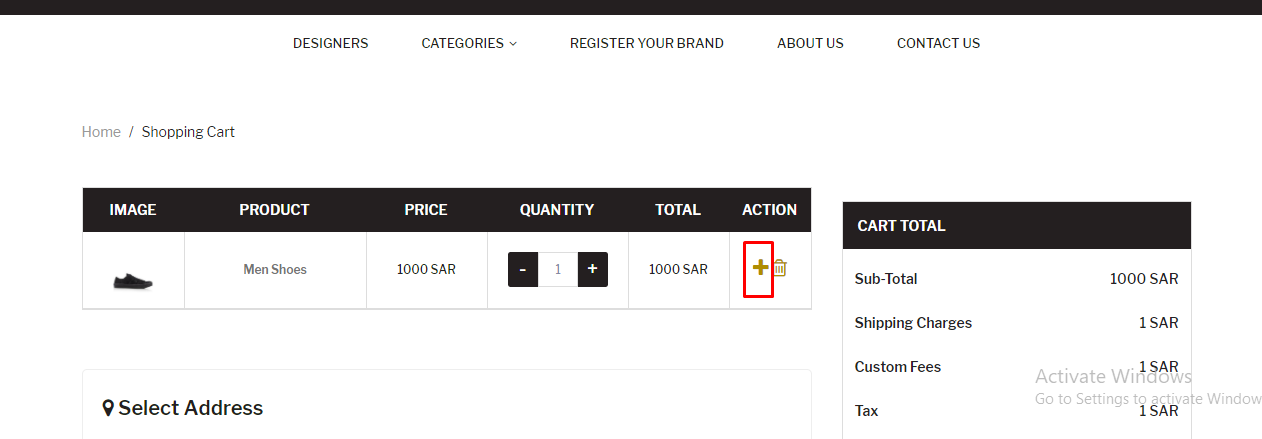 DESIGNERS CATEGORIES REGISTER YOUR BRAND ABOUT US CONTACT US
Home / Shopping Cart
IMAGE PRODUCT PRICE QUANTITY TOTAL ACTION
Men Shoes 1000 SAR - 1 + 1000 SAR
Select Address
CART TOTAL
Sub-Total 1000 SAR
Shipping Charges 1 SAR
Custom Fees 1 SAR
Tax 1 SAR
Activate Windows
Go to Settings to activate Window